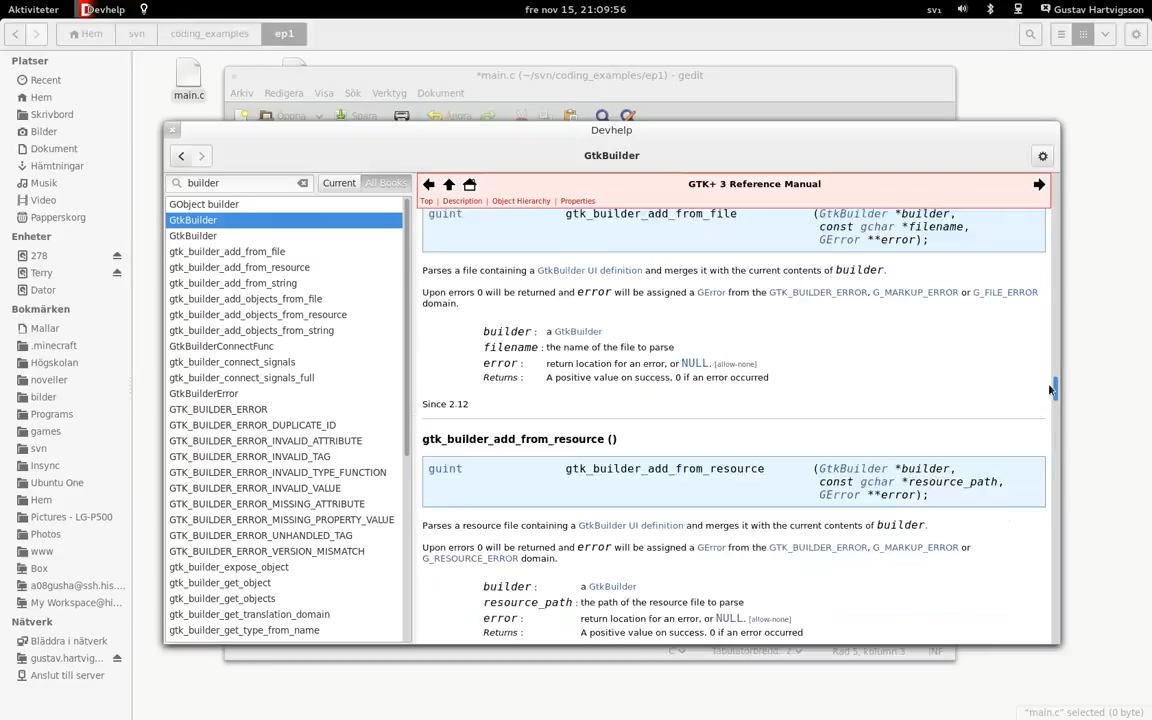 Aktiviteter Devhelp fre nov 15, 21:09:56 sv₁ Gustav Hartvigsson
Hem svn coding_examples ep1
Platser
Recent
Hem
Skrivbord
Bilder
Dokument
Hämtningar
Musik
Video
Papperskorg
Enheter
278
Terry
Dator
Bokmärken
Mallar
.minecraft
Högskolan
noveller
bilder
Programs
games
svn
Insync
Ubuntu One
Hem
Pictures - LG-P500
Photos
www
Box
a08gusha@ssh.his....
My Workspace@hi...
Nätverk
Bläddra i nätverk
gustav.hartvig...
Anslut till server
main.c
*main.c (~/svn/coding_examples/ep1) - gedit
Arkiv Redigera Visa Sök Verktyg Dokument
Öppna Spara Ångra
Devhelp
GtkBuilder
builder Current All Books
GObject builder
GtkBuilder
GtkBuilder
gtk_builder_add_from_file
gtk_builder_add_from_resource
gtk_builder_add_from_string
gtk_builder_add_objects_from_file
gtk_builder_add_objects_from_resource
gtk_builder_add_objects_from_string
GtkBuilderConnectFunc
gtk_builder_connect_signals
gtk_builder_connect_signals_full
GtkBuilderError
GTK_BUILDER_ERROR
GTK_BUILDER_ERROR_DUPLICATE_ID
GTK_BUILDER_ERROR_INVALID_ATTRIBUTE
GTK_BUILDER_ERROR_INVALID_TAG
GTK_BUILDER_ERROR_INVALID_TYPE_FUNCTION
GTK_BUILDER_ERROR_INVALID_VALUE
GTK_BUILDER_ERROR_MISSING_ATTRIBUTE
GTK_BUILDER_ERROR_MISSING_PROPERTY_VALUE
GTK_BUILDER_ERROR_UNHANDLED_TAG
GTK_BUILDER_ERROR_VERSION_MISMATCH
gtk_builder_expose_object
gtk_builder_get_object
gtk_builder_get_objects
gtk_builder_get_translation_domain
gtk_builder_get_type_from_name
GTK+ 3 Reference Manual
Top | Description | Object Hierarchy | Properties
guint gtk_builder_add_from_file (GtkBuilder *builder,
const gchar *filename,
GError **error);
Parses a file containing a GtkBuilder UI definition and merges it with the current contents of builder.
Upon errors 0 will be returned and error will be assigned a GError from the GTK_BUILDER_ERROR, G_MARKUP_ERROR or G_FILE_ERROR
domain.
builder : a GtkBuilder
filename : the name of the file to parse
error : return location for an error, or NULL. [allow-none]
Returns : A positive value on success, 0 if an error occurred
Since 2.12
gtk_builder_add_from_resource ()
guint gtk_builder_add_from_resource (GtkBuilder *builder,
const gchar *resource_path,
GError **error);
Parses a resource file containing a GtkBuilder UI definition and merges it with the current contents of builder.
Upon errors 0 will be returned and error will be assigned a GError from the GTK_BUILDER_ERROR, G_MARKUP_ERROR or
G_RESOURCE_ERROR domain.
builder : a GtkBuilder
resource_path : the path of the resource file to parse
error : return location for an error, or NULL. [allow-none]
Returns : A positive value on success, 0 if an error occurred
C Tabulatorbredd: 2 Rad 5, kolumn 3 INF
"main.c" selected (0 byte)